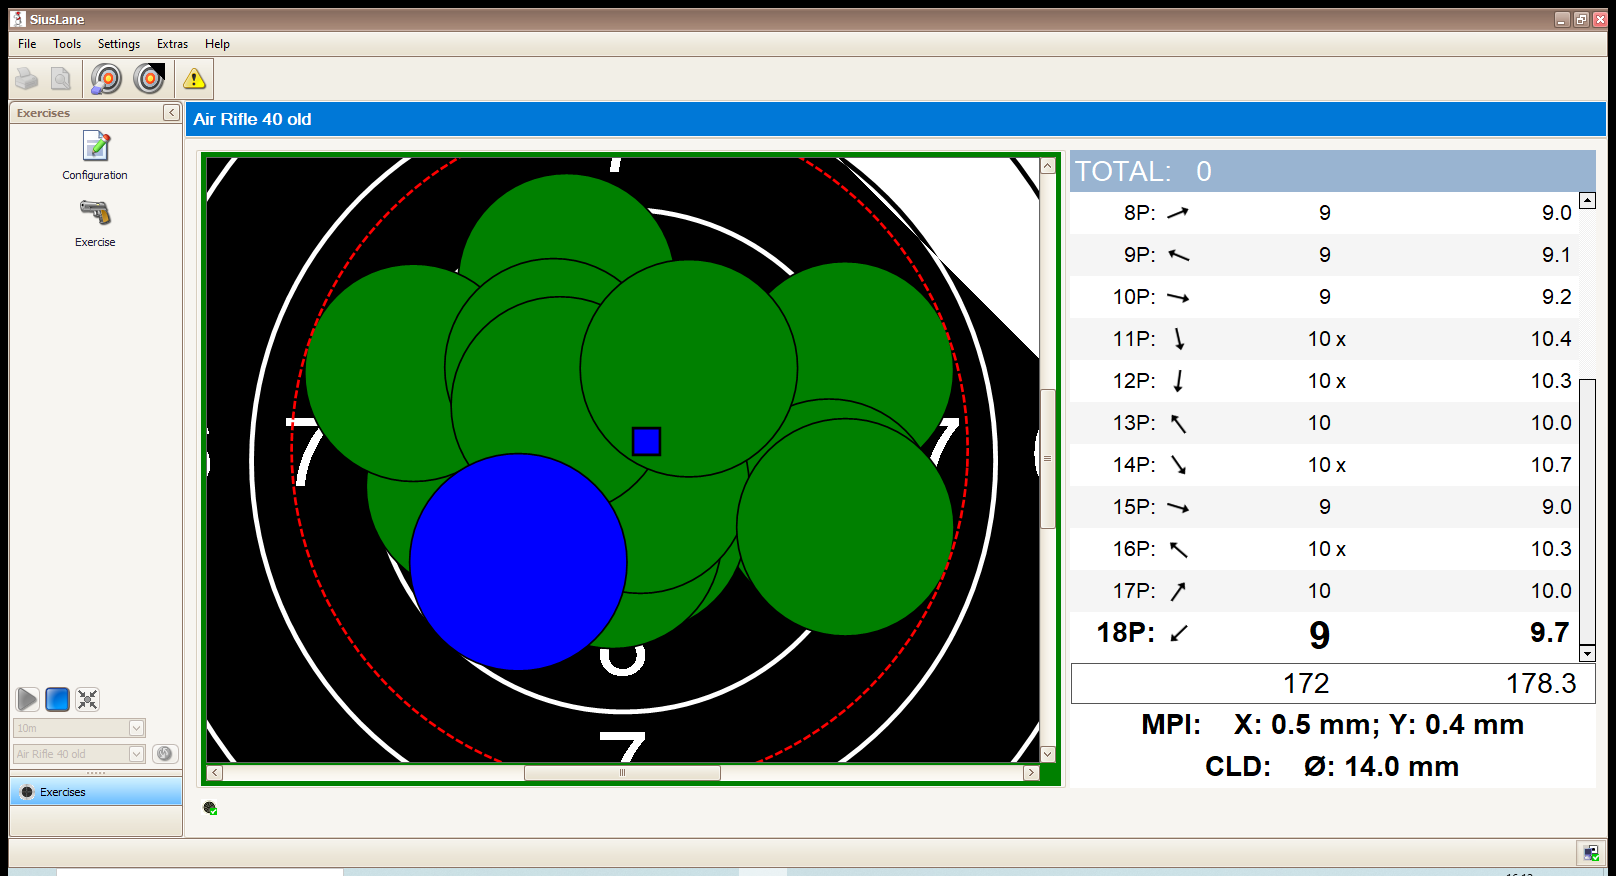 SiusLane
File Tools Settings Extras Help
Exercises
Air Rifle 40 old
Configuration
Exercise
10m
Air Rifle 40 old
Exercises
7
7
7
8
7
TOTAL: 0
8P: 9 9.0
9P: 9 9.1
10P: 9 9.2
11P: 10 x 10.4
12P: 10 x 10.3
13P: 10 10.0
14P: 10 x 10.7
15P: 9 9.0
16P: 10 x 10.3
17P: 10 10.0
18P: 9 9.7
172 178.3
MPI: X: 0.5 mm; Y: 0.4 mm
CLD: Ø: 14.0 mm